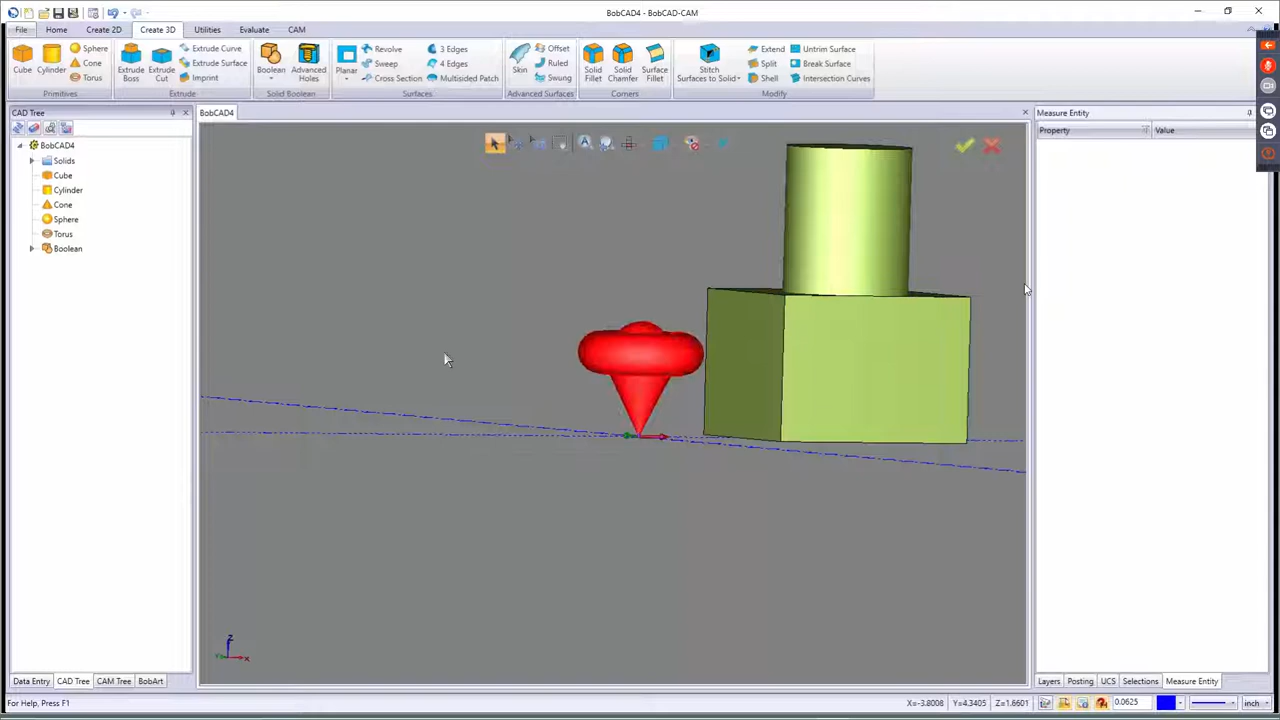 BobCAD4 - BobCAD-CAM
File Home Create 2D Create 3D Utilities Evaluate CAM
Cube Cylinder Sphere Cone Torus
Primitives
Extrude Boss Extrude Cut Extrude Curve Extrude Surface Imprint
Extrude
Boolean Advanced Holes
Solid Boolean
Planar Revolve Sweep Cross Section 3 Edges 4 Edges Multisided Patch
Surfaces
Skin Offset Ruled Swung
Advanced Surfaces
Solid Fillet Solid Chamfer Surface Fillet
Corners
Stitch Surfaces to Solid Extend Split Shell Untrim Surface Break Surface Intersection Curves
Modify
CAD Tree
BobCAD4
Solids
Cube
Cylinder
Cone
Sphere
Torus
Boolean
Data Entry CAD Tree CAM Tree BobArt
BobCAD4
Z
Y X
Measure Entity
Property Value
Layers Posting UCS Selections Measure Entity
For Help, Press F1
X=-3.8008 Y=4.3405 Z=1.6601 0.0625 inch